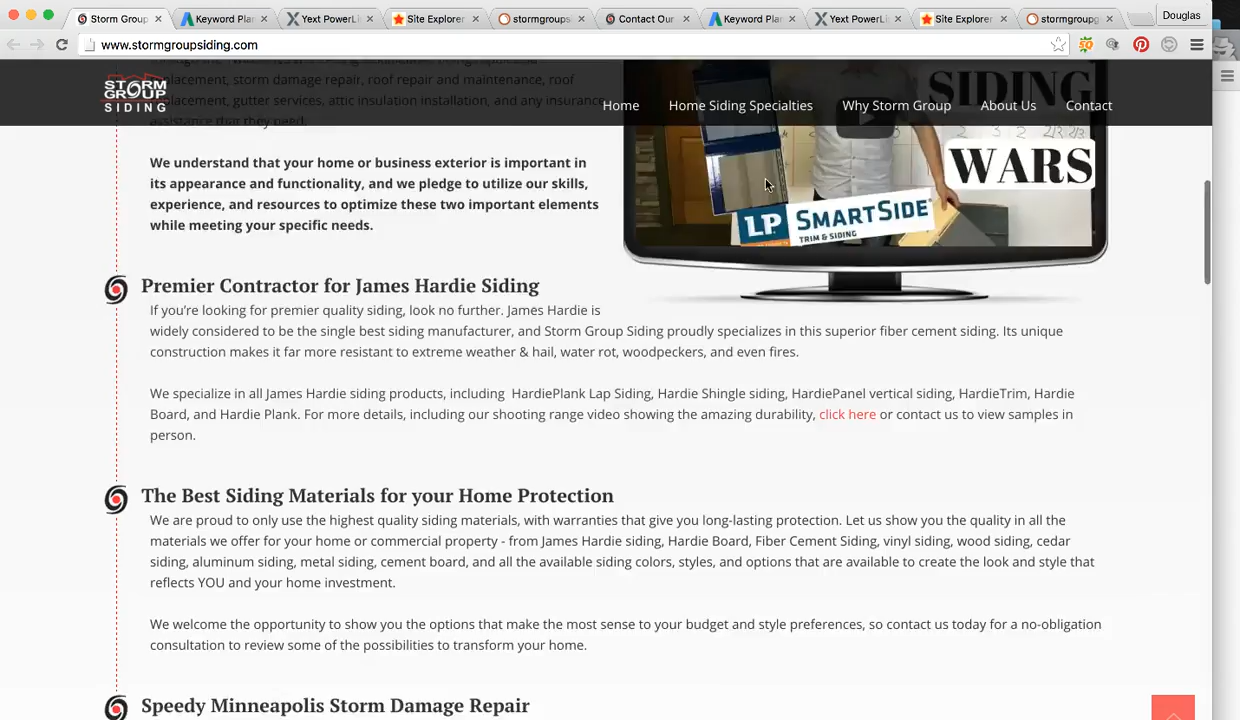 Storm Group
Keyword Plan
Yext PowerLi
Site Explorer
stormgroups
Contact Our
Keyword Plan
Yext PowerLi
Site Explorer
stormgroupg
Douglas
www.stormgroupsiding.com
STORM
GROUP
SIDING
Home
Home Siding Specialties
Why Storm Group
About Us
Contact
placement, storm damage repair, roof repair and maintenance, roof
placement, gutter services, attic insulation installation, and any insurance
assistance that they need.
We understand that your home or business exterior is important in
its appearance and functionality, and we pledge to utilize our skills,
experience, and resources to optimize these two important elements
while meeting your specific needs.
SIDING
WARS
LP SMARTSIDE
TRIM & SIDING
Premier Contractor for James Hardie Siding
If you're looking for premier quality siding, look no further. James Hardie is
widely considered to be the single best siding manufacturer, and Storm Group Siding proudly specializes in this superior fiber cement siding. Its unique
construction makes it far more resistant to extreme weather & hail, water rot, woodpeckers, and even fires.
We specialize in all James Hardie siding products, including HardiePlank Lap Siding, Hardie Shingle siding, HardiePanel vertical siding, HardieTrim, Hardie
Board, and Hardie Plank. For more details, including our shooting range video showing the amazing durability, click here or contact us to view samples in
person.
The Best Siding Materials for your Home Protection
We are proud to only use the highest quality siding materials, with warranties that give you long-lasting protection. Let us show you the quality in all the
materials we offer for your home or commercial property - from James Hardie siding, Hardie Board, Fiber Cement Siding, vinyl siding, wood siding, cedar
siding, aluminum siding, metal siding, cement board, and all the available siding colors, styles, and options that are available to create the look and style that
reflects YOU and your home investment.
We welcome the opportunity to show you the options that make the most sense to your budget and style preferences, so contact us today for a no-obligation
consultation to review some of the possibilities to transform your home.
Speedy Minneapolis Storm Damage Repair